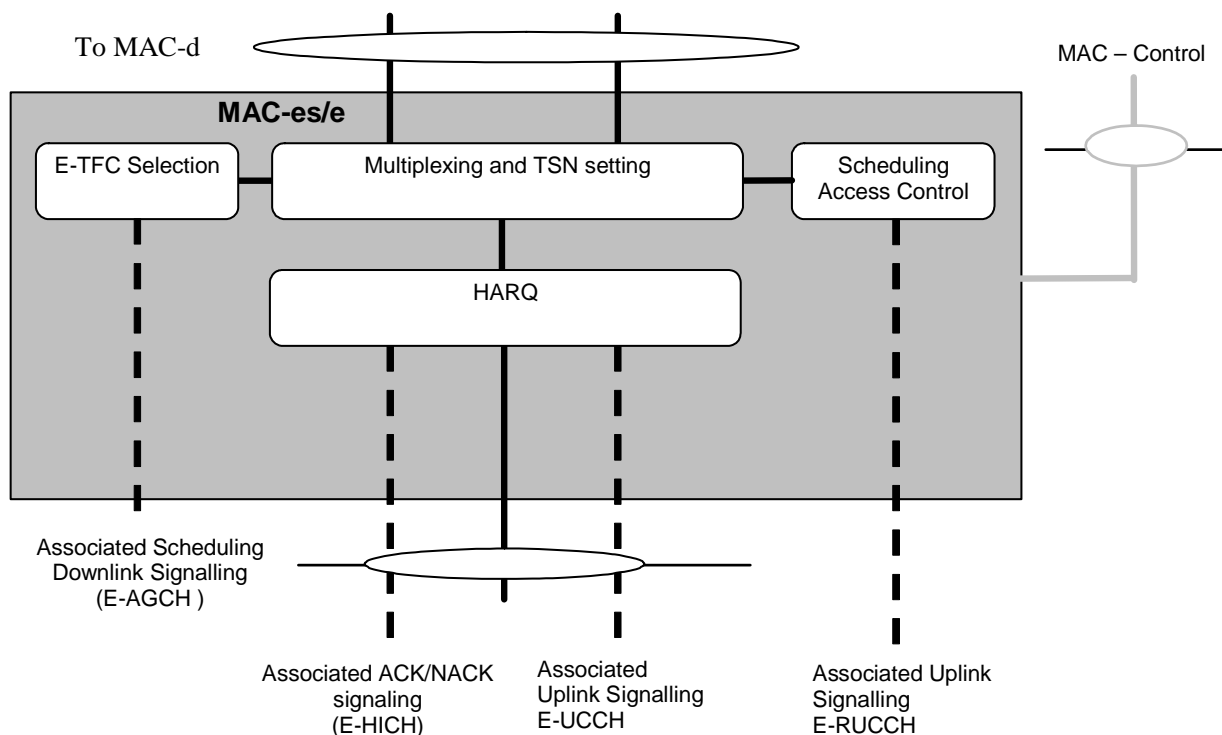 To MAC-d
MAC – Control
MAC-es/e
E-TFC Selection
Multiplexing and TSN setting
Scheduling
Access Control
HARQ
Associated Scheduling
Downlink Signalling
(E-AGCH )
Associated ACK/NACK
signaling
(E-HICH)
Associated
Uplink Signalling
E-UCCH
Associated Uplink
Signalling
E-RUCCH